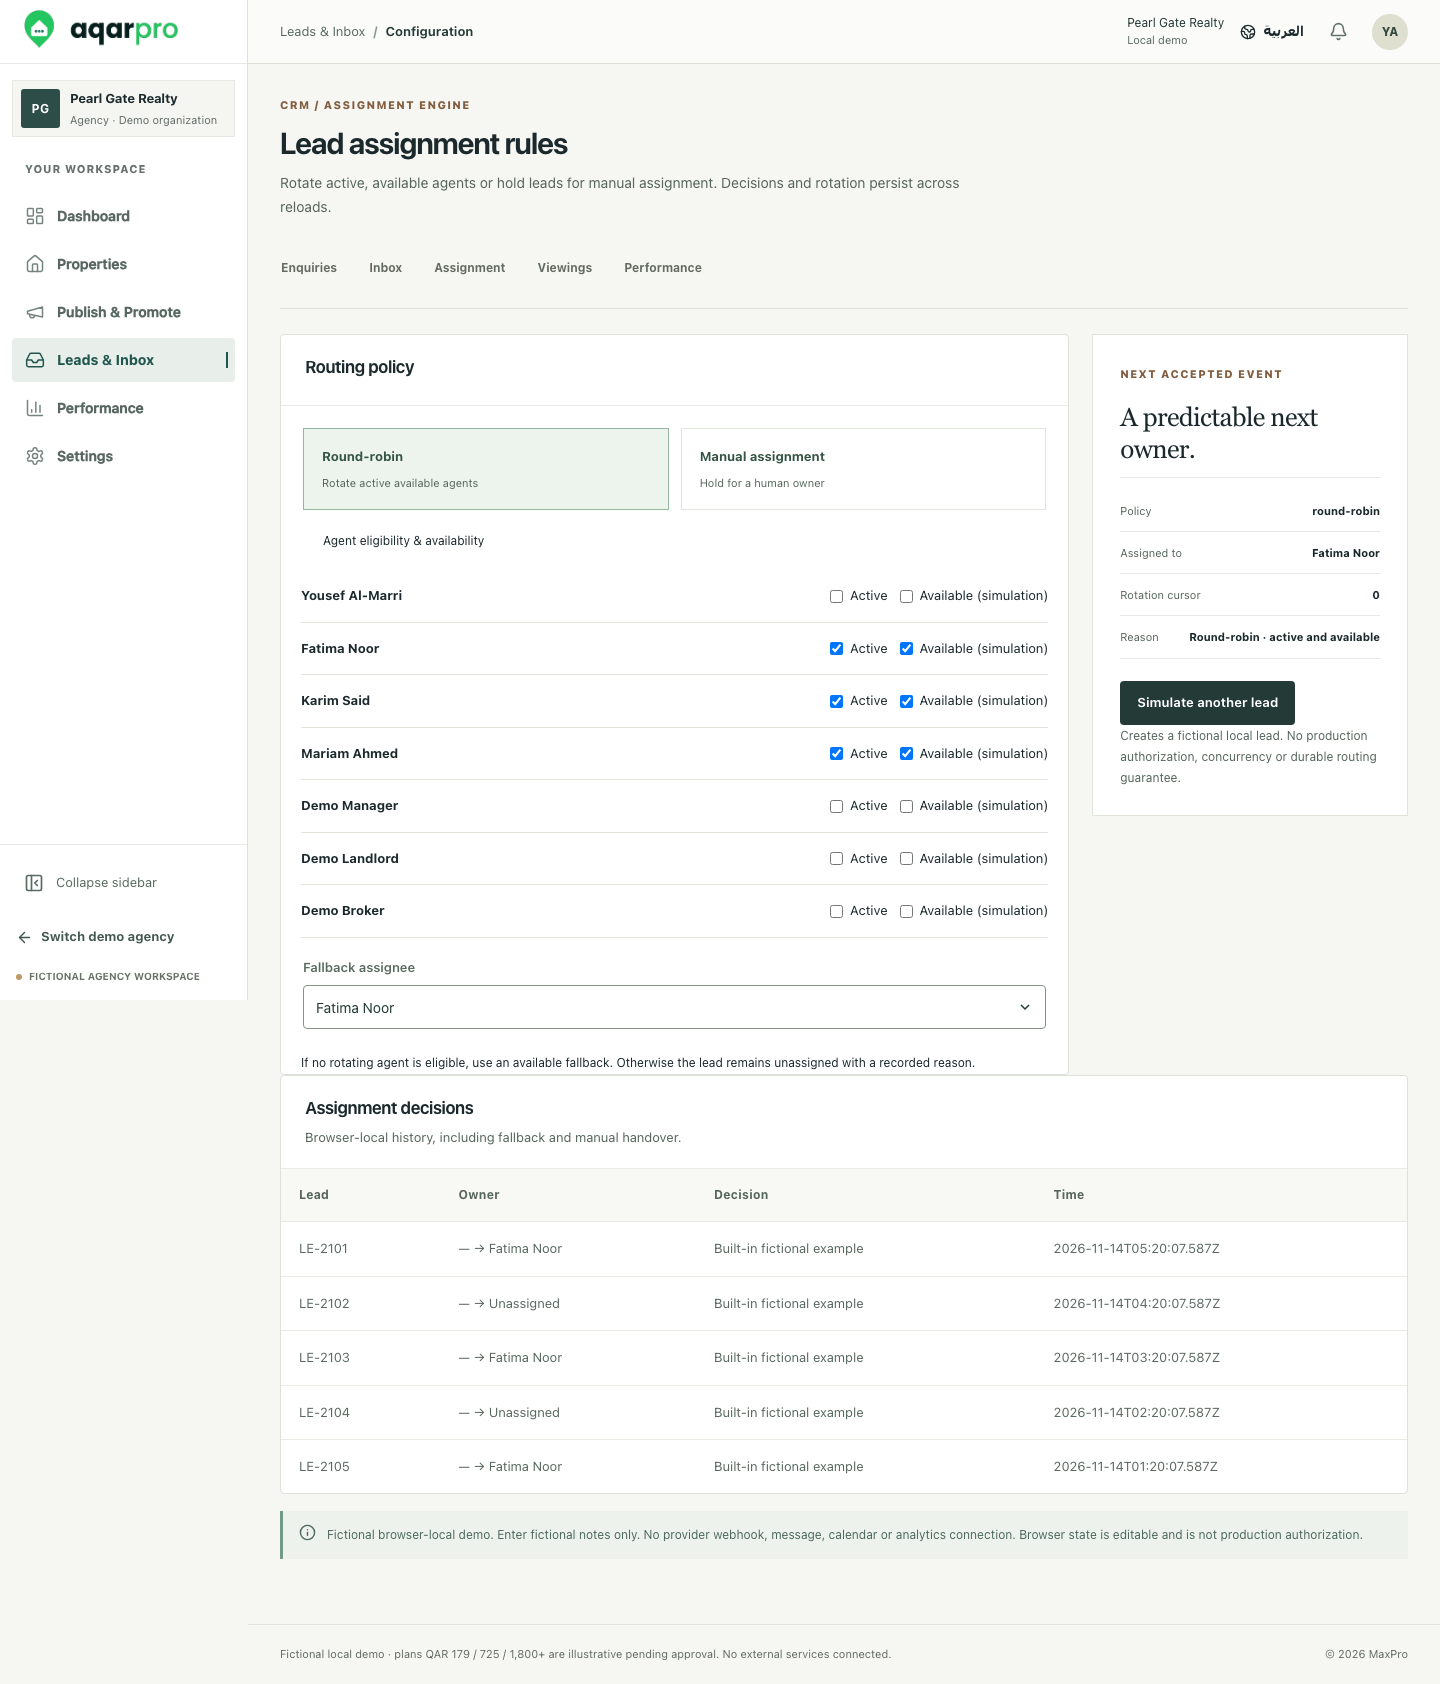 aqarpro
Leads & Inbox / Configuration
Pearl Gate Realty
Local demo
العربية
YA
PG
Pearl Gate Realty
Agency · Demo organization
YOUR WORKSPACE
Dashboard
Properties
Publish & Promote
Leads & Inbox
Performance
Settings
Collapse sidebar
Switch demo agency
FICTIONAL AGENCY WORKSPACE
CRM / ASSIGNMENT ENGINE
Lead assignment rules
Rotate active, available agents or hold leads for manual assignment. Decisions and rotation persist across
reloads.
Enquiries Inbox Assignment Viewings Performance
Routing policy
Round-robin
Rotate active available agents
Manual assignment
Hold for a human owner
Agent eligibility & availability
Yousef Al-Marri Active Available (simulation)
Fatima Noor Active Available (simulation)
Karim Said Active Available (simulation)
Mariam Ahmed Active Available (simulation)
Demo Manager Active Available (simulation)
Demo Landlord Active Available (simulation)
Demo Broker Active Available (simulation)
Fallback assignee
Fatima Noor
If no rotating agent is eligible, use an available fallback. Otherwise the lead remains unassigned with a recorded reason.
NEXT ACCEPTED EVENT
A predictable next
owner.
Policy round-robin
Assigned to Fatima Noor
Rotation cursor 0
Reason Round-robin · active and available
Simulate another lead
Creates a fictional local lead. No production
authorization, concurrency or durable routing
guarantee.
Assignment decisions
Browser-local history, including fallback and manual handover.
Lead Owner Decision Time
LE-2101 — → Fatima Noor Built-in fictional example 2026-11-14T05:20:07.587Z
LE-2102 — → Unassigned Built-in fictional example 2026-11-14T04:20:07.587Z
LE-2103 — → Fatima Noor Built-in fictional example 2026-11-14T03:20:07.587Z
LE-2104 — → Unassigned Built-in fictional example 2026-11-14T02:20:07.587Z
LE-2105 — → Fatima Noor Built-in fictional example 2026-11-14T01:20:07.587Z
Fictional browser-local demo. Enter fictional notes only. No provider webhook, message, calendar or analytics connection. Browser state is editable and is not production authorization.
Fictional local demo · plans QAR 179 / 725 / 1,800+ are illustrative pending approval. No external services connected.
© 2026 MaxPro